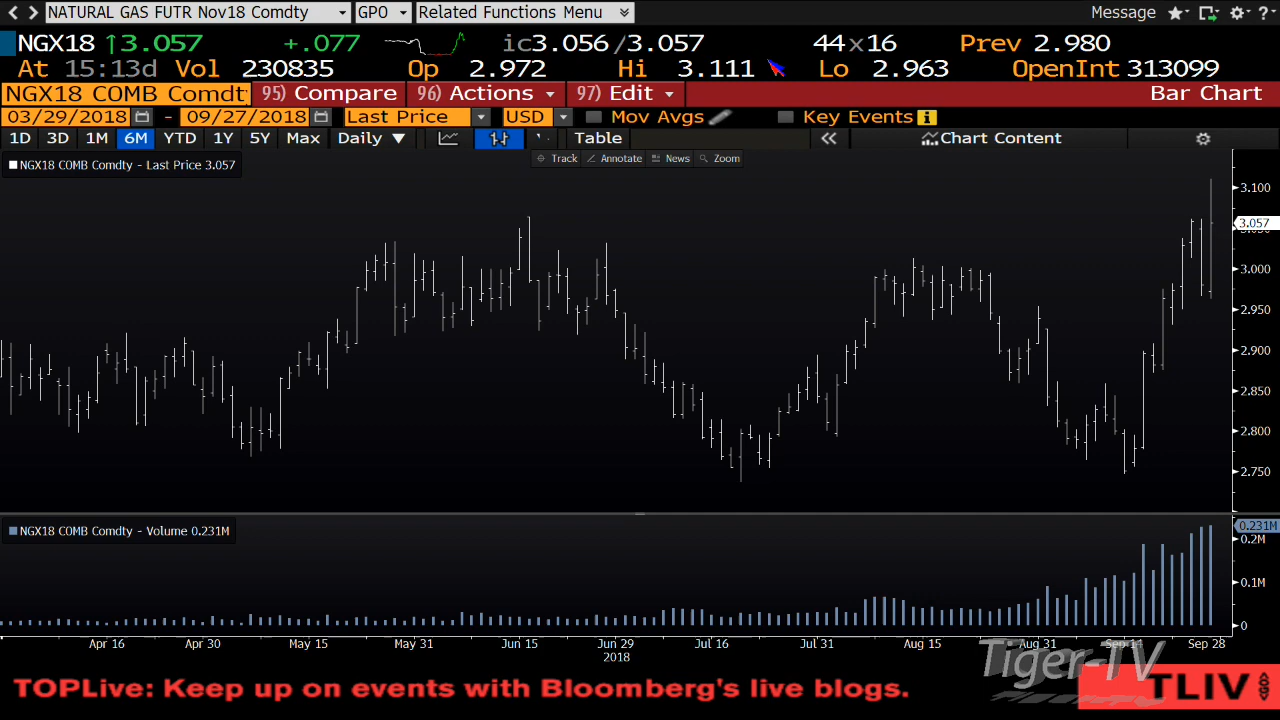 NATURAL GAS FUTR Nov18 Comdty GPO Related Functions Menu Message ?
NGX18 ↑3.057 +.077 ic3.056/3.057 44x16 Prev 2.980
At 15:13d Vol 230835 Op 2.972 Hi 3.111 Lo 2.963 OpenInt 313099
NGX18 COMB Comdt 95) Compare 96) Actions 97) Edit Bar Chart
03/29/2018 - 09/27/2018 Last Price USD Mov Avgs Key Events i
1D 3D 1M 6M YTD 1Y 5Y Max Daily ▼ Table « Chart Content
Track Annotate News Zoom
NGX18 COMB Comdty - Last Price 3.057
3.100
3.057
3.000
2.950
2.900
2.850
2.800
2.750
NGX18 COMB Comdty - Volume 0.231M
0.231M
0.2M
0.1M
0
Apr 16 Apr 30 May 15 May 31 Jun 15 Jun 29 Jul 16 Jul 31 Aug 15 Aug 31 Sep 14 Sep 28
2018
Tiger-TV
TOPLive: Keep up on events with Bloomberg's live blogs.
TLIV